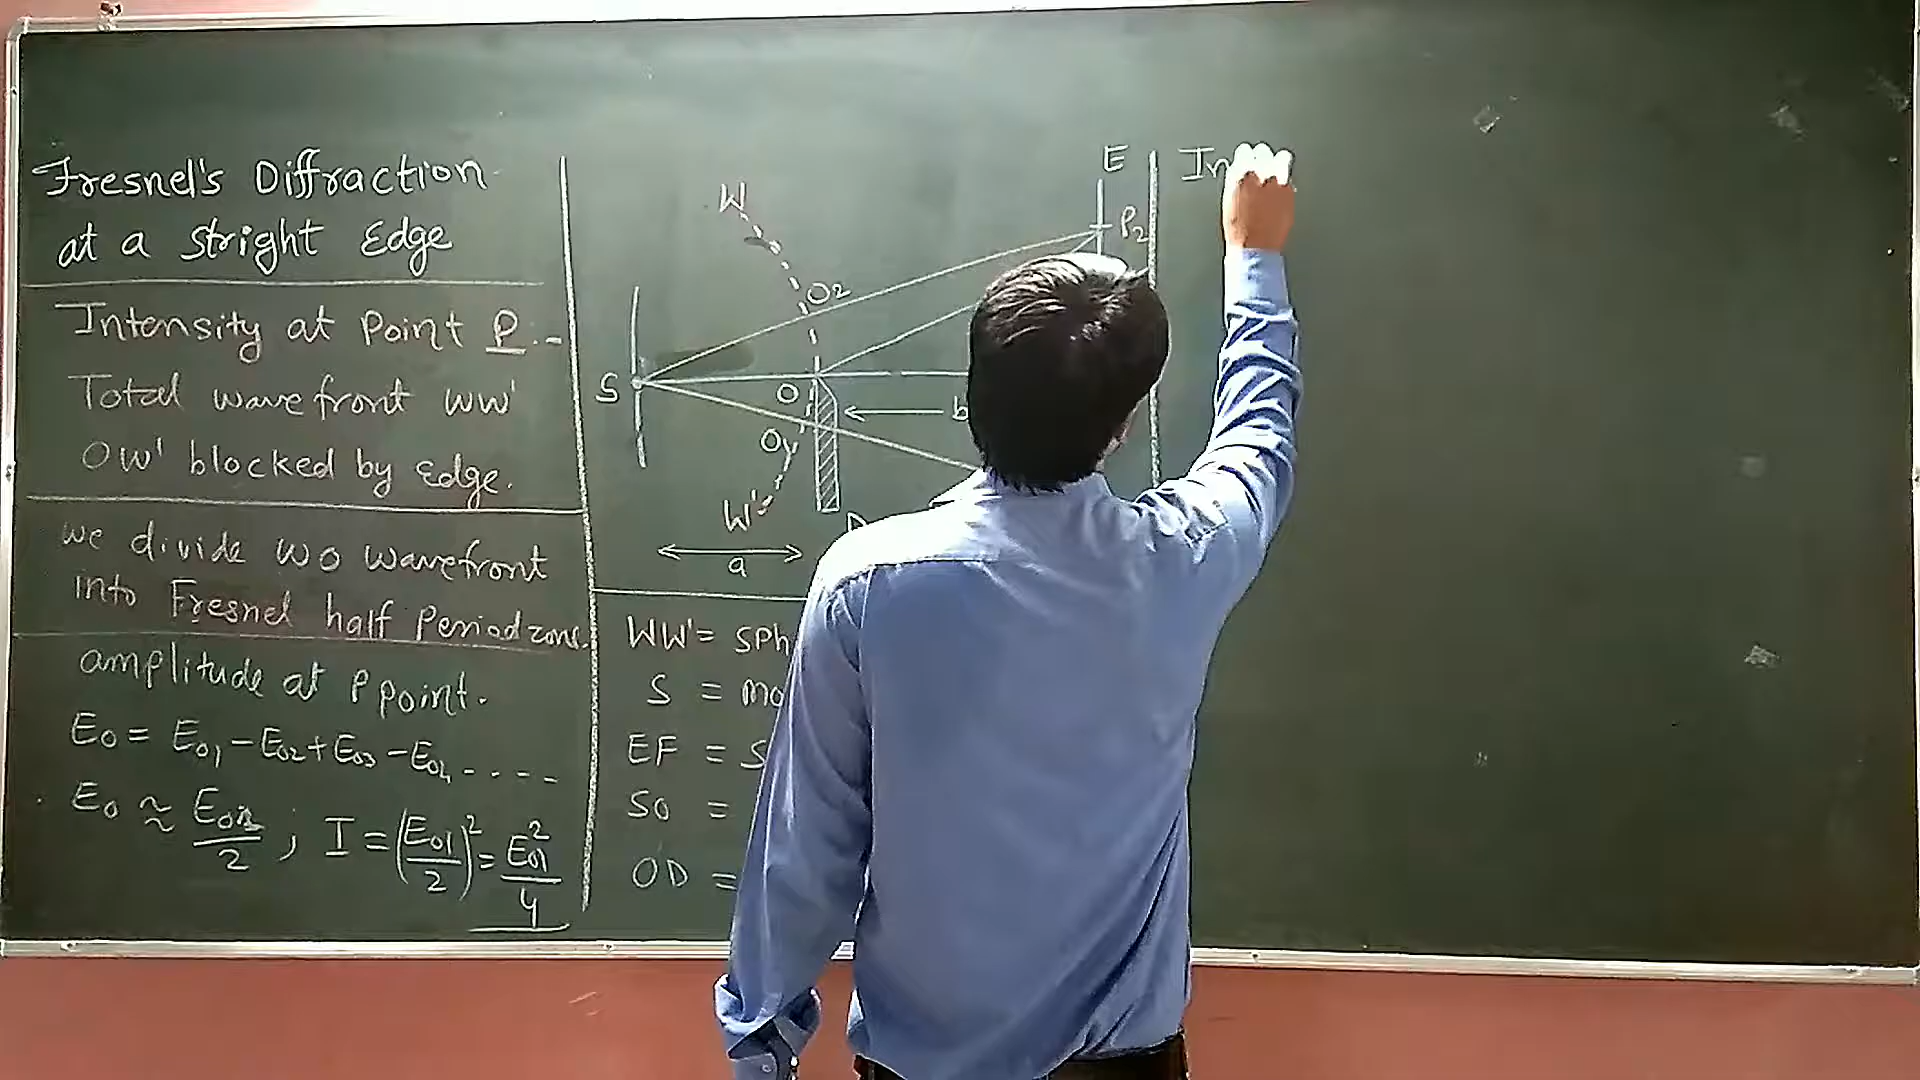 Fresnel's Diffraction
at a stright Edge
Intensity at Point P :-
Total wavefront WW'
OW' blocked by Edge.
we divide WO wavefront
into Fresnel half Period zone.
amplitude at P point.
E₀ = E₀₁ - E₀₂ + E₀₃ - E₀₄ - - - -
E₀ ≈ E₀₁/2 ; I = (E₀₁/2)² = E₀₁²/4
W
E
P₂
O₂
S
O
b
O₁
W'
D
a
WW' = SPh
S = mo
EF = S
SO =
OD =
In